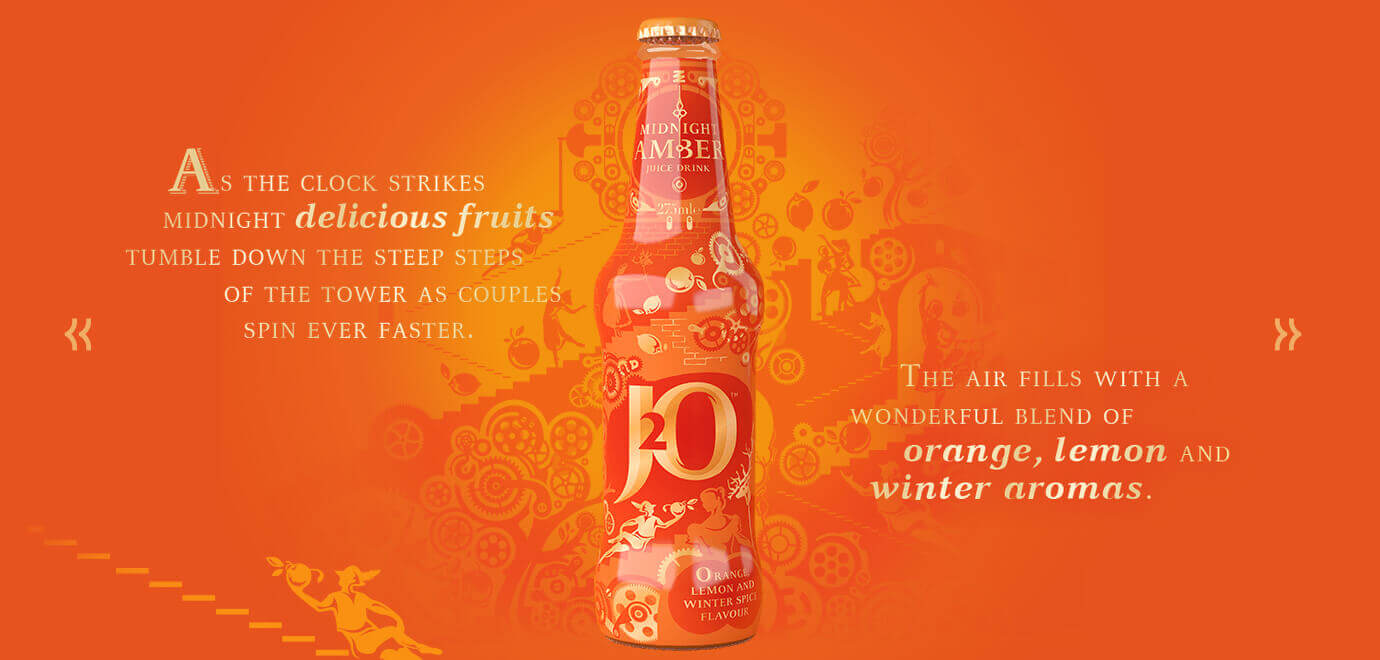 As the clock strikes
midnight delicious fruits
tumble down the steep steps
of the tower as couples
spin ever faster.
MIDNIGHT
AMBER
JUICE DRINK
275ml e
J2O
™
Orange,
lemon and
winter spice
flavour
The air fills with a
wonderful blend of
orange, lemon and
winter aromas.